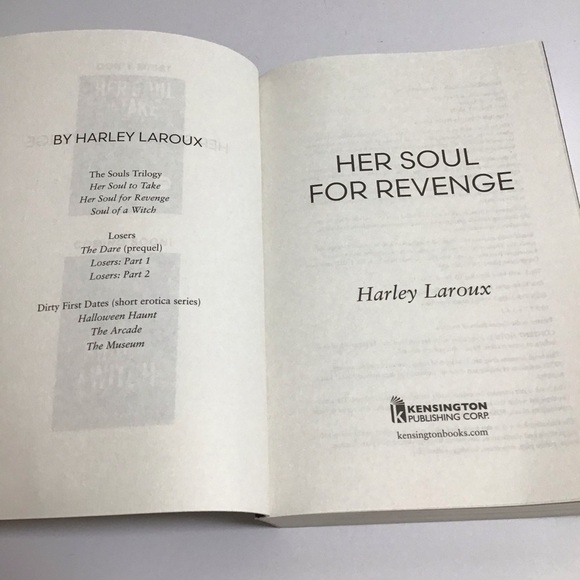 BY HARLEY LAROUX
The Souls Trilogy
Her Soul to Take
Her Soul for Revenge
Soul of a Witch
Losers
The Dare (prequel)
Losers: Part 1
Losers: Part 2
Dirty First Dates (short erotica series)
Halloween Haunt
The Arcade
The Museum
HER SOUL
FOR REVENGE
Harley Laroux
KENSINGTON
PUBLISHING CORP.
kensingtonbooks.com